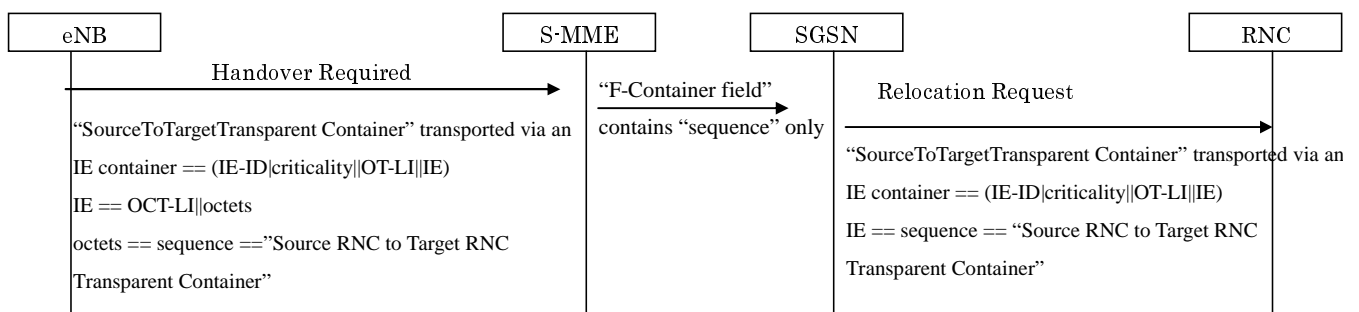 eNB
S-MME
SGSN
RNC
Handover Required
“F-Container field”
contains “sequence” only
Relocation Request
“SourceToTargetTransparent Container” transported via an
IE container == (IE-ID|criticality||OT-LI||IE)
IE == OCT-LI||octets
octets == sequence ==”Source RNC to Target RNC
Transparent Container”
“SourceToTargetTransparent Container” transported via an
IE container == (IE-ID|criticality||OT-LI||IE)
IE == sequence == “Source RNC to Target RNC
Transparent Container”